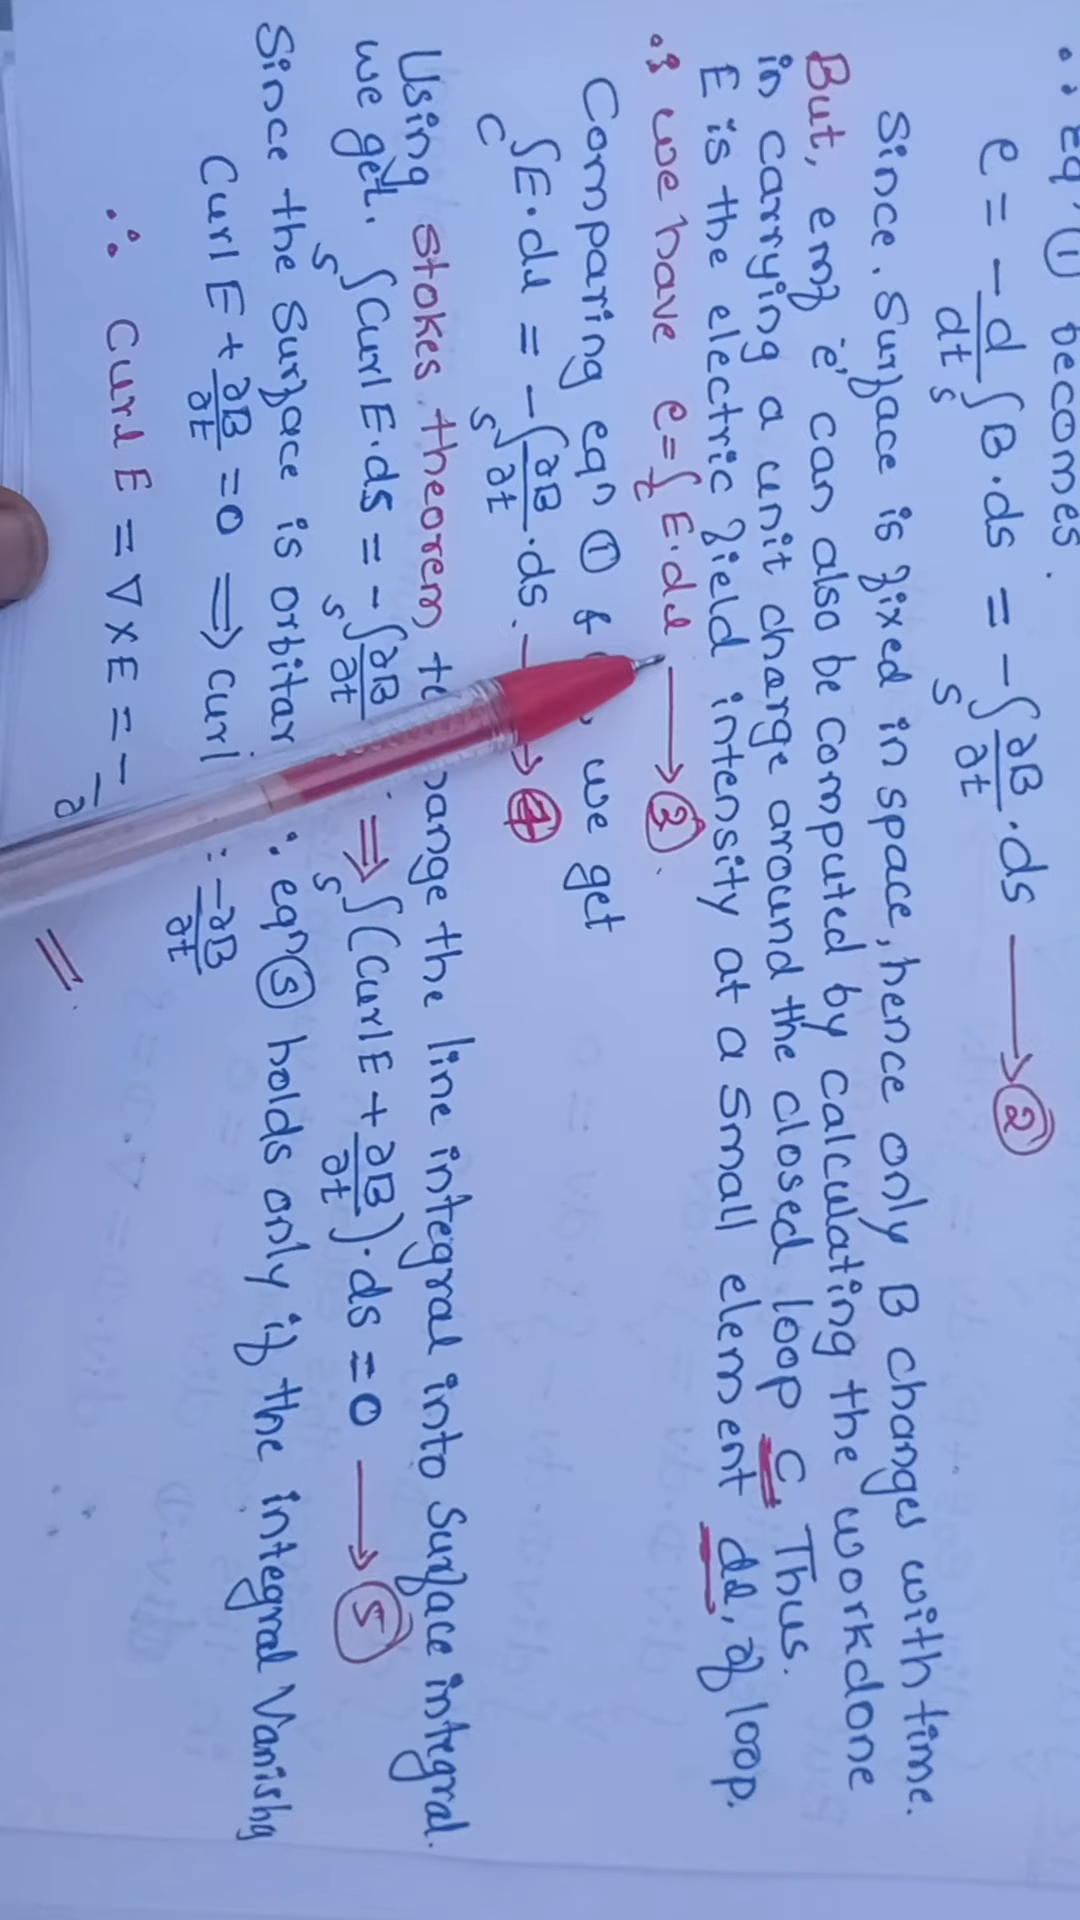 ∴ eqⁿ ① becomes.
e = -d/dt ∫S B·ds = -∫S ∂B/∂t ·ds ⟶ ②
Since. Surface is fixed in space, hence only B changes with time.
But, emf 'e' can also be computed by calculating the workdone
in carrying a unit charge around the closed loop C Thus.
E is the electric field intensity at a small element dl, of loop.
∴ we have e = ∫C E·dl ⟶ ③.
Comparing eqⁿ ① & we get
C∫E·dl = -∫S ∂B/∂t ·ds. → ④
Using stokes theorem the line integral into Surface integral.
we get. S∫Curl E·ds = -S∫∂B/∂t ⇒ S∫(Curl E + ∂B/∂t)·ds = 0 ⟶ ⑤
Since the Surface is orbitar ∴ eqⁿ ⑤ holds only if the integral Vanishg
Curl E + ∂B/∂t = 0 ⇒ Curl -∂B/∂t
∴ Curl E = ∇ × E = - ∂